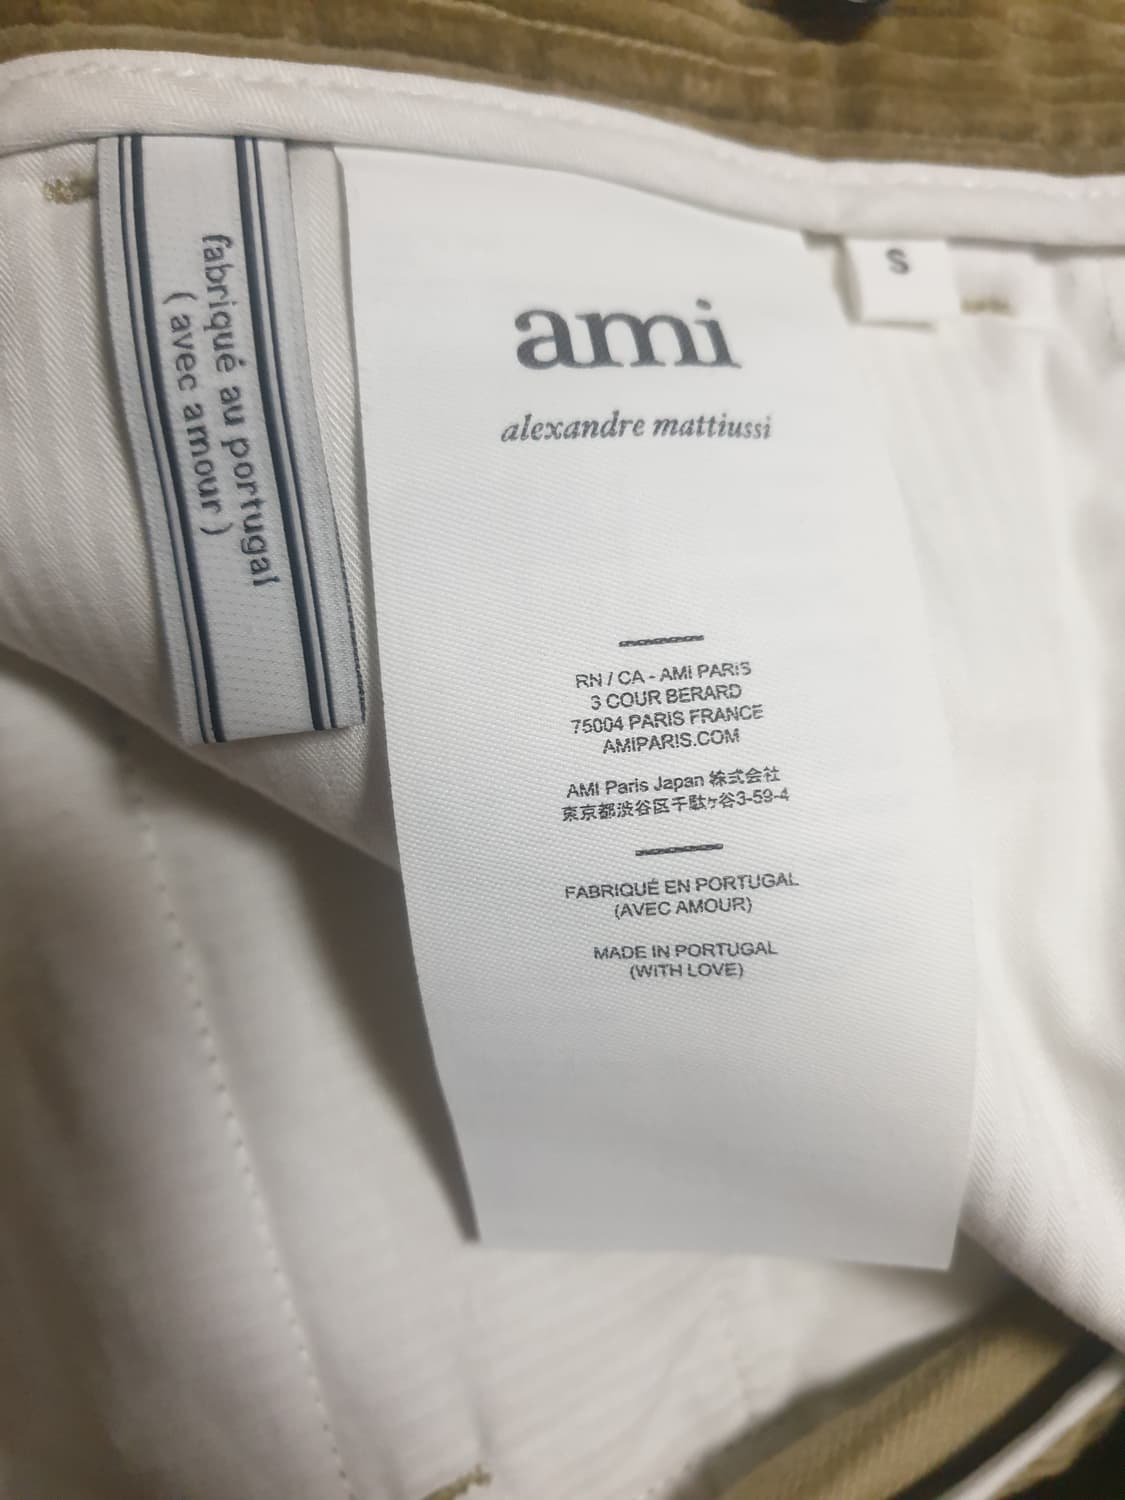 fabriqué au portugal
( avec amour )
ami
alexandre mattiussi
RN / CA - AMI PARIS
3 COUR BERARD
75004 PARIS FRANCE
AMIPARIS.COM
AMI Paris Japan 株式会社
東京都渋谷区千駄ヶ谷3-59-4
FABRIQUÉ EN PORTUGAL
(AVEC AMOUR)
MADE IN PORTUGAL
(WITH LOVE)
S